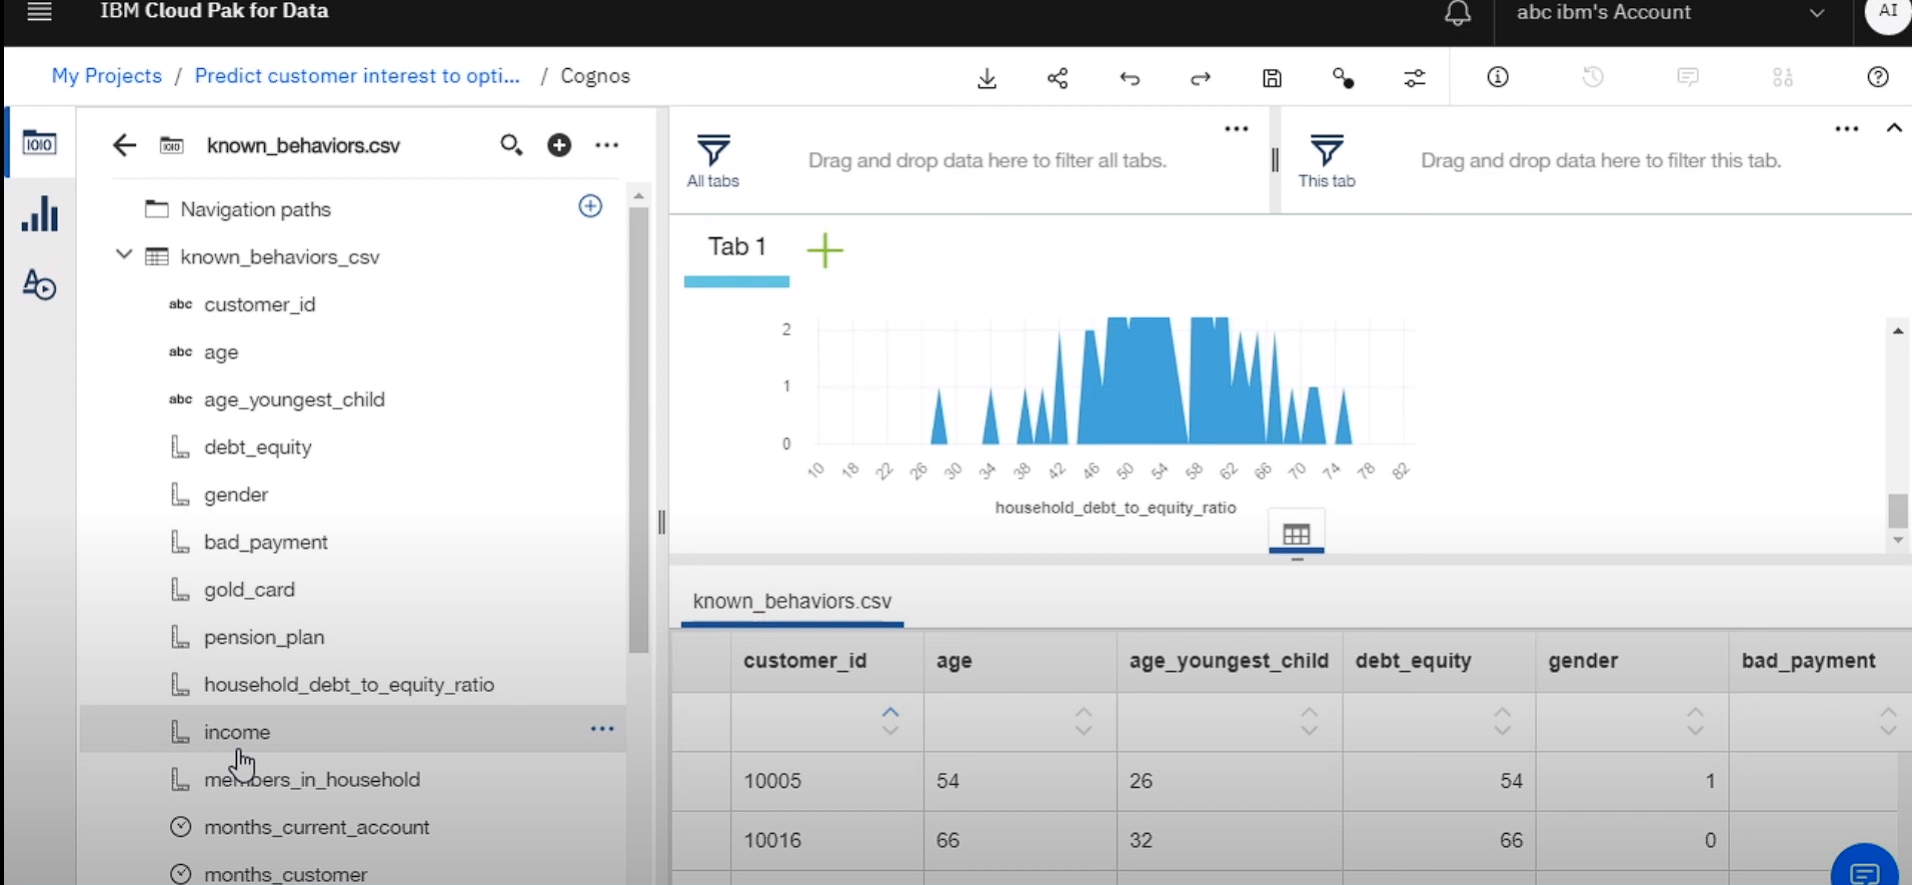 IBM Cloud Pak for Data
abc ibm's Account
AI
My Projects / Predict customer interest to opti... / Cognos
known_behaviors.csv
All tabs
Drag and drop data here to filter all tabs.
This tab
Drag and drop data here to filter this tab.
Navigation paths
known_behaviors_csv
abc customer_id
abc age
abc age_youngest_child
debt_equity
gender
bad_payment
gold_card
pension_plan
household_debt_to_equity_ratio
income
members_in_household
months_current_account
months_customer
Tab 1
2
1
0
10 18 22 26 30 34 38 42 46 50 54 58 62 66 70 74 78 82
household_debt_to_equity_ratio
known_behaviors.csv
customer_id age age_youngest_child debt_equity gender bad_payment
10005 54 26 54 1
10016 66 32 66 0